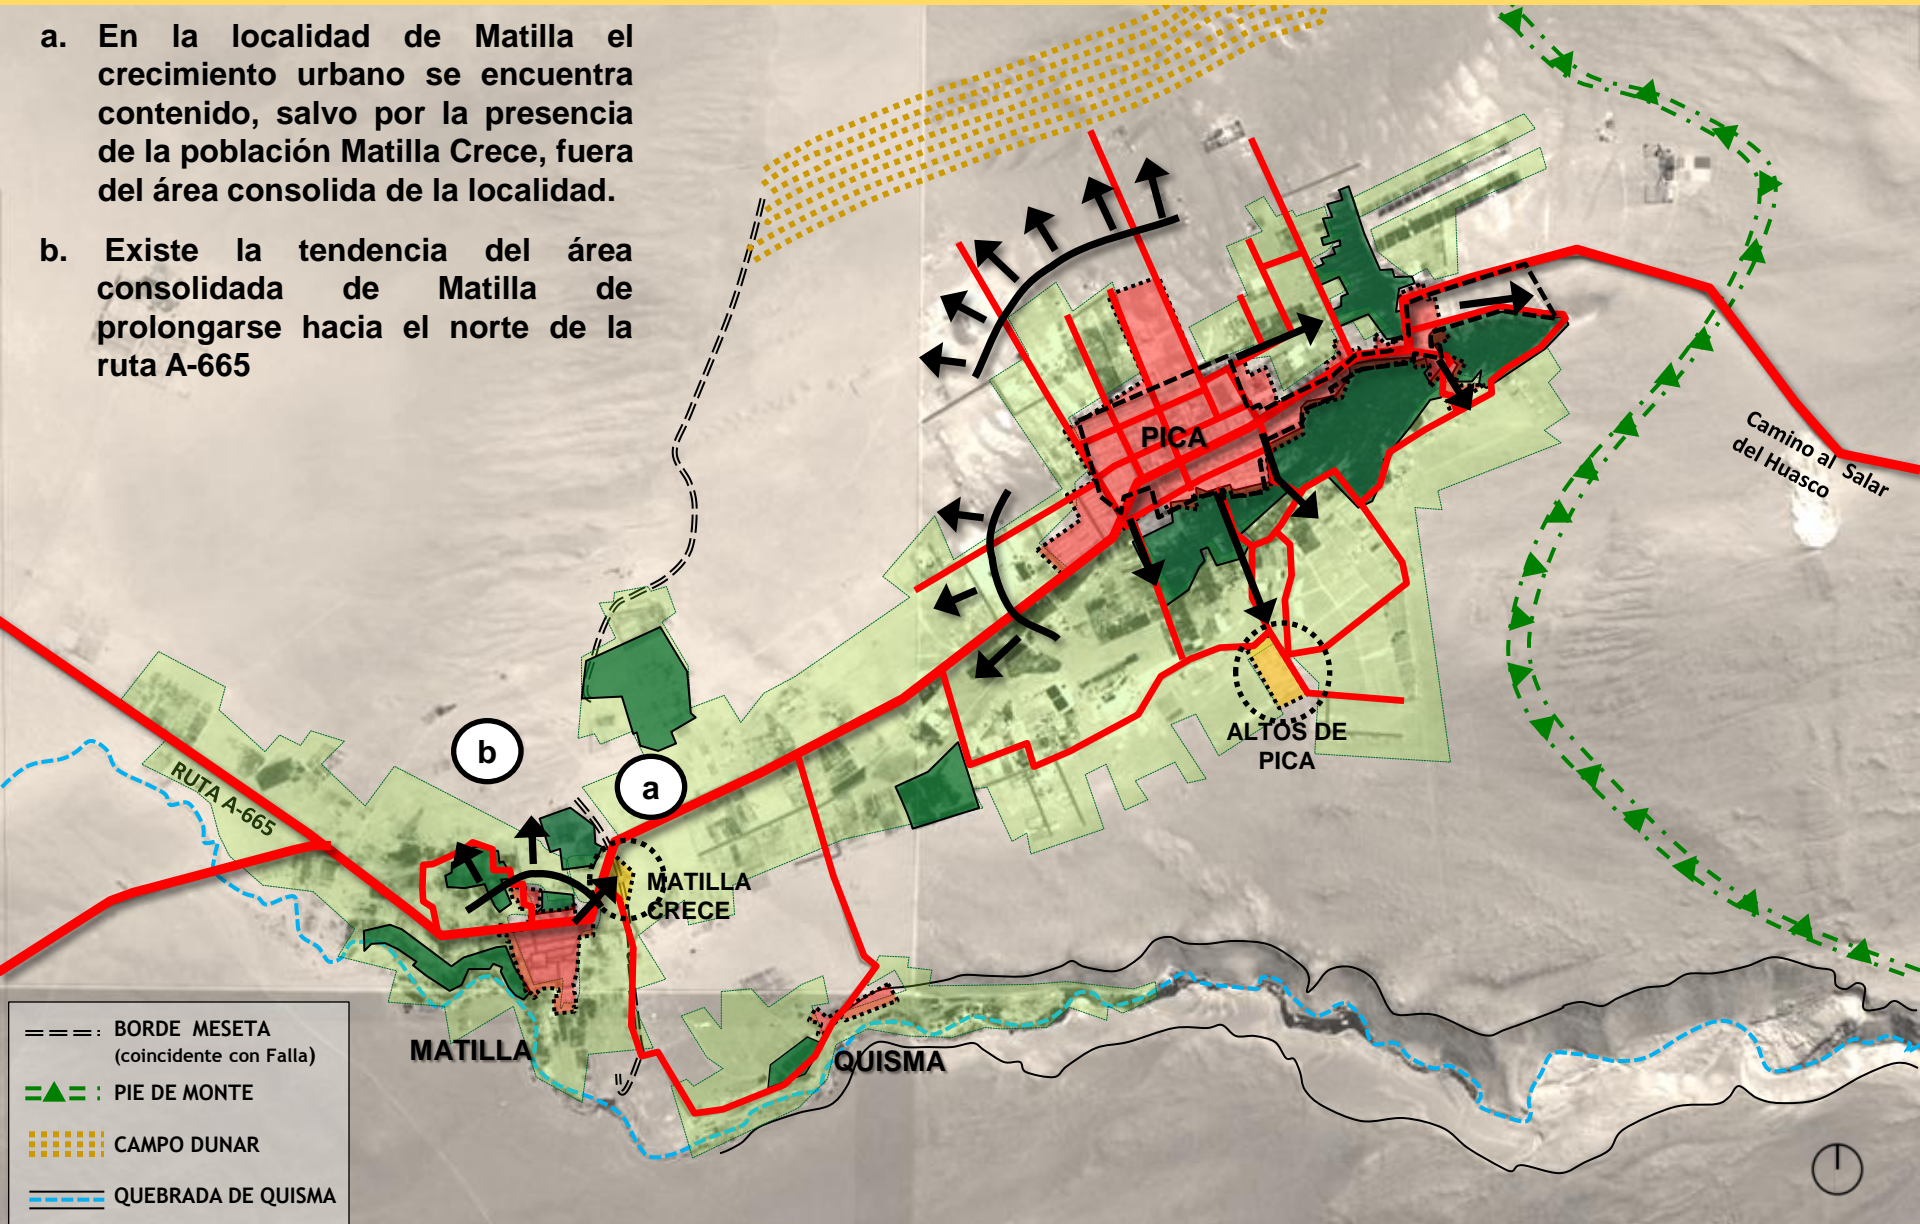 a. En la localidad de Matilla el
crecimiento urbano se encuentra
contenido, salvo por la presencia
de la población Matilla Crece, fuera
del área consolida de la localidad.
b. Existe la tendencia del área
consolidada de Matilla de
prolongarse hacia el norte de la
ruta A-665
PICA
Camino al Salar
del Huasco
ALTOS DE
PICA
b
a
RUTA A-665
MATILLA
CRECE
MATILLA
QUISMA
BORDE MESETA
(coincidente con Falla)
PIE DE MONTE
CAMPO DUNAR
QUEBRADA DE QUISMA